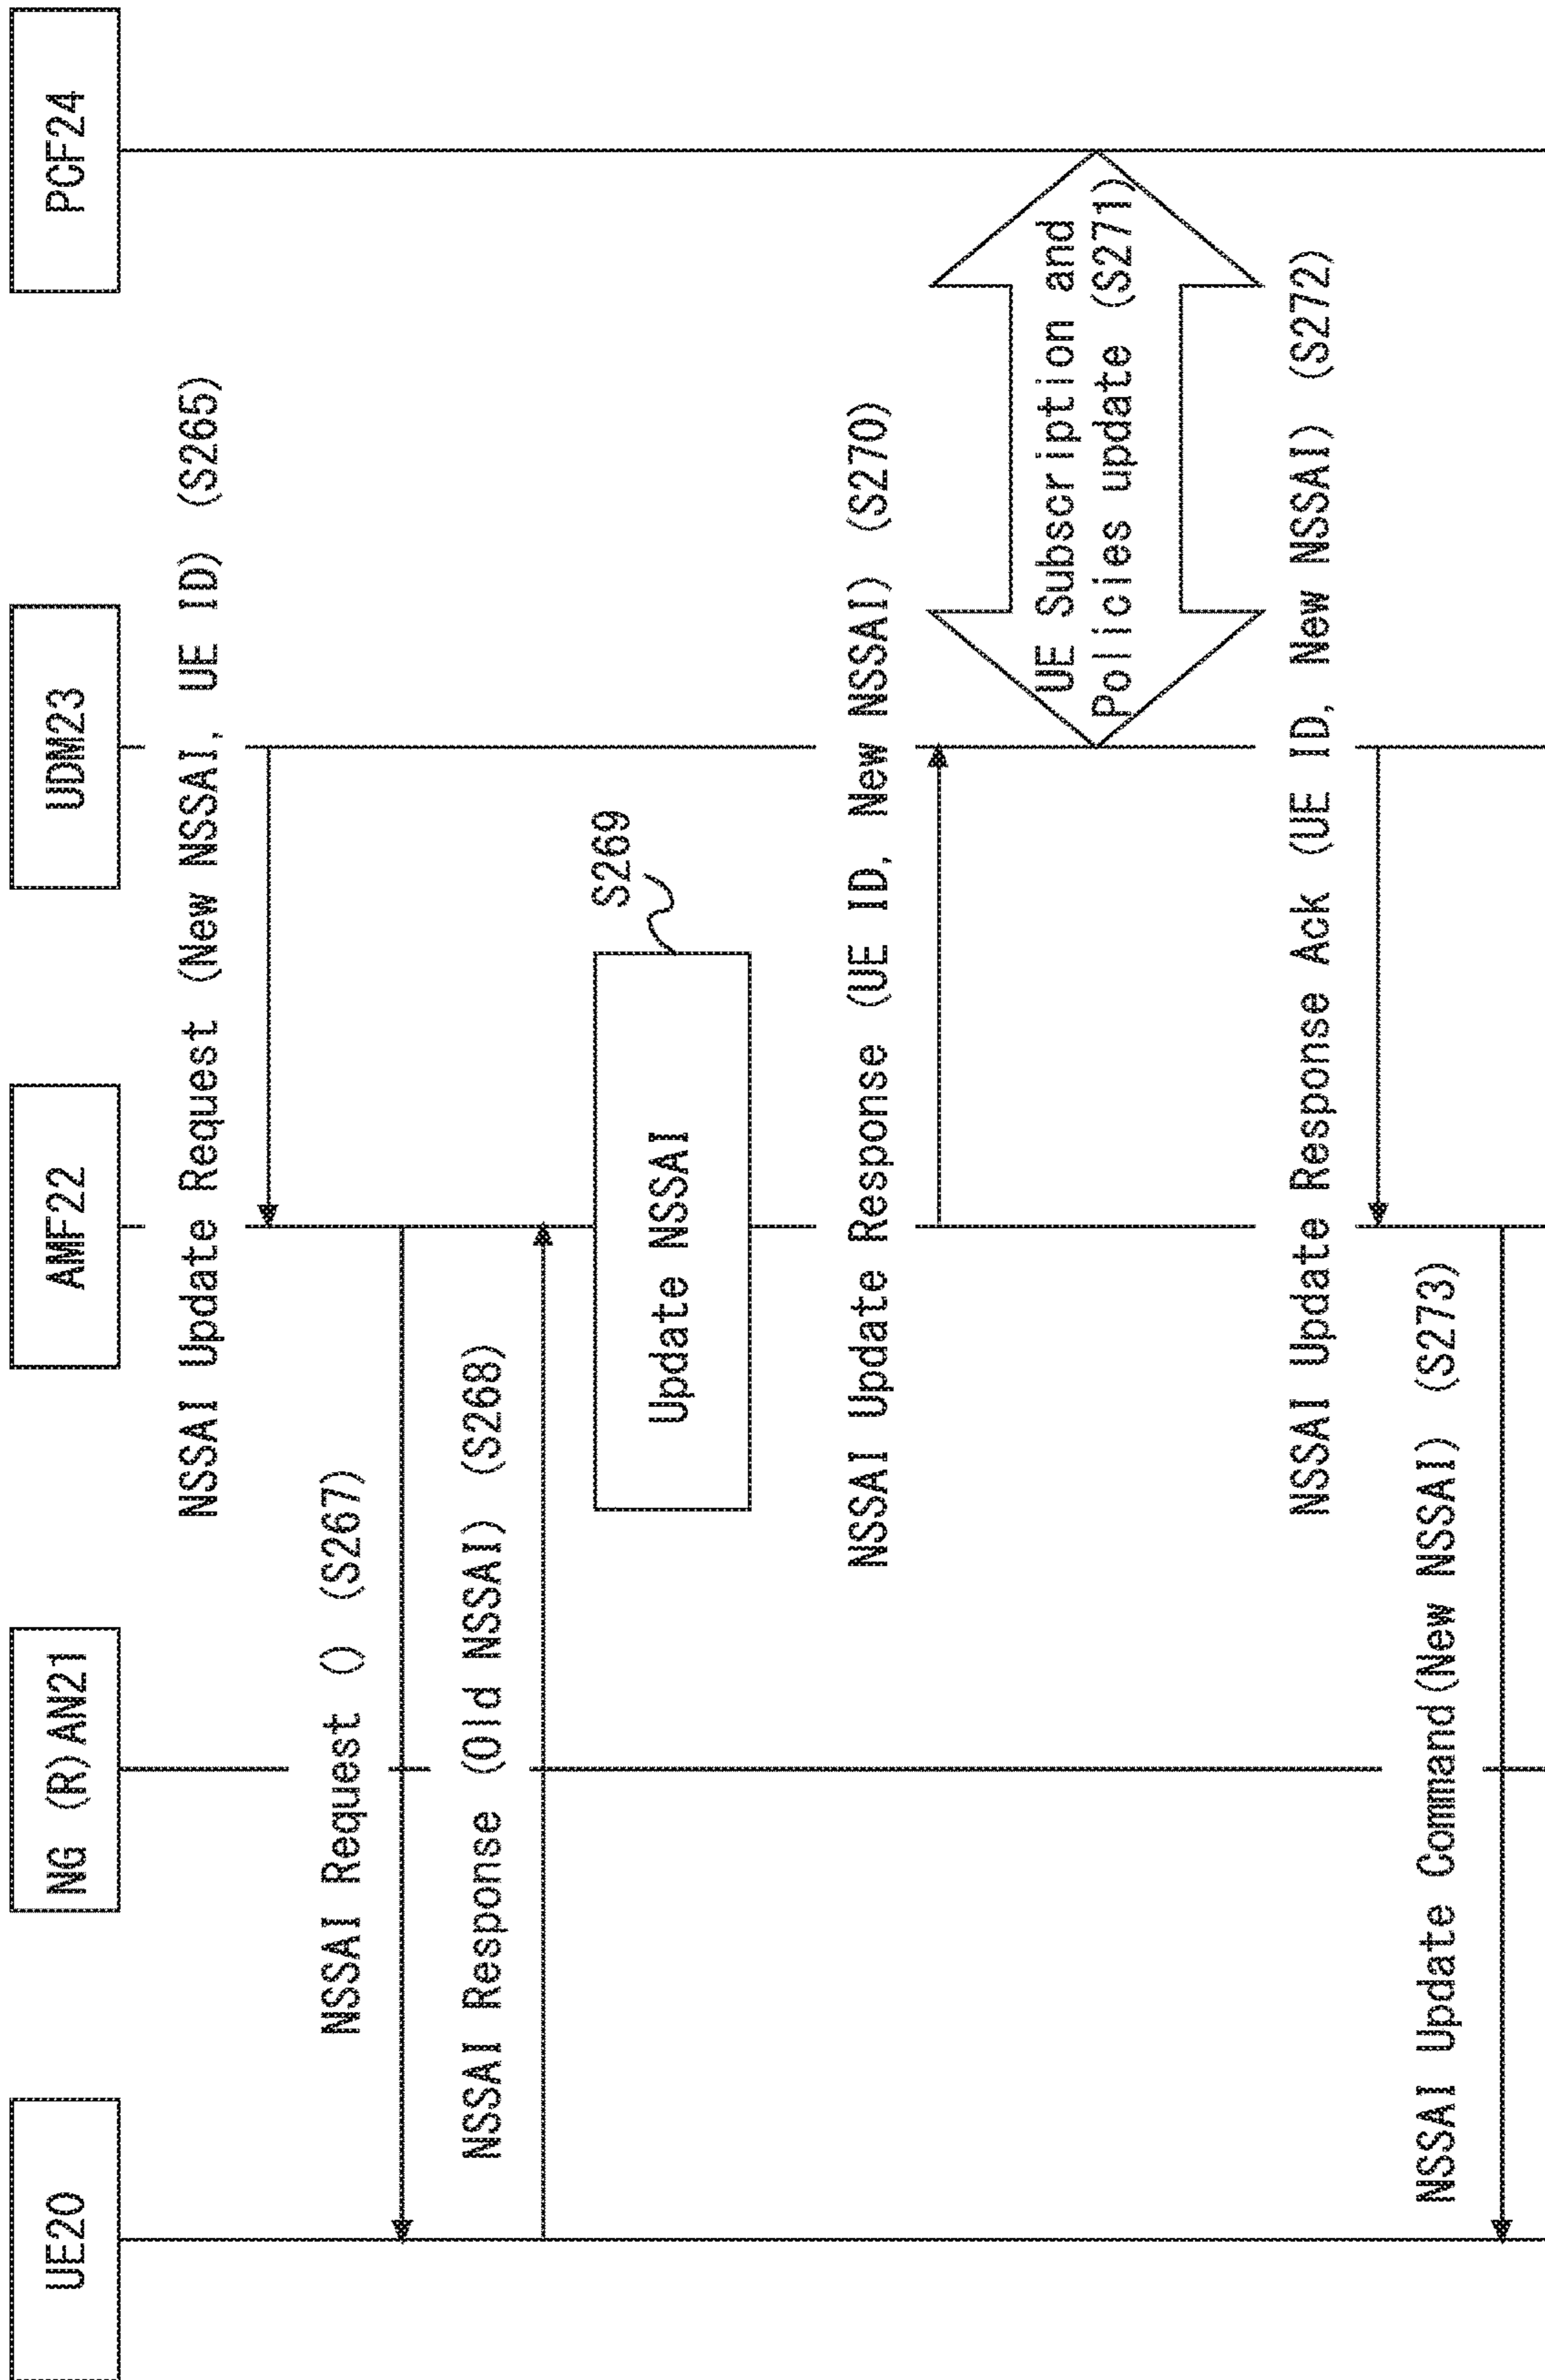 UE20
NG (R)AN21
AMF22
UDM23
PCF24
NSSAI Update Request (New NSSAI, UE ID) (S265)
NSSAI Request () (S267)
NSSAI Response (Old NSSAI) (S268)
S269
Update NSSAI
NSSAI Update Response (UE ID, New NSSAI) (S270)
UE Subscription and
Policies update (S271)
NSSAI Update Response Ack (UE ID, New NSSAI) (S272)
NSSAI Update Command(New NSSAI) (S273)